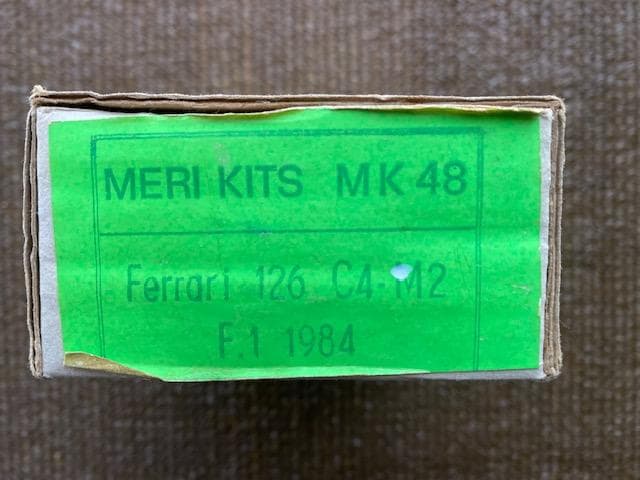 MERI KITS MK 48
Ferrari 126 C4-M2
F.1 1984